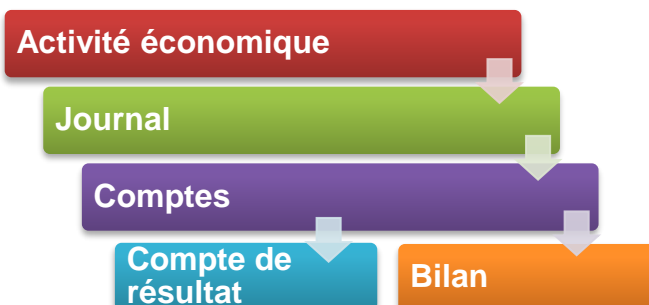 Activité économique
Journal
Comptes
Compte de
résultat
Bilan